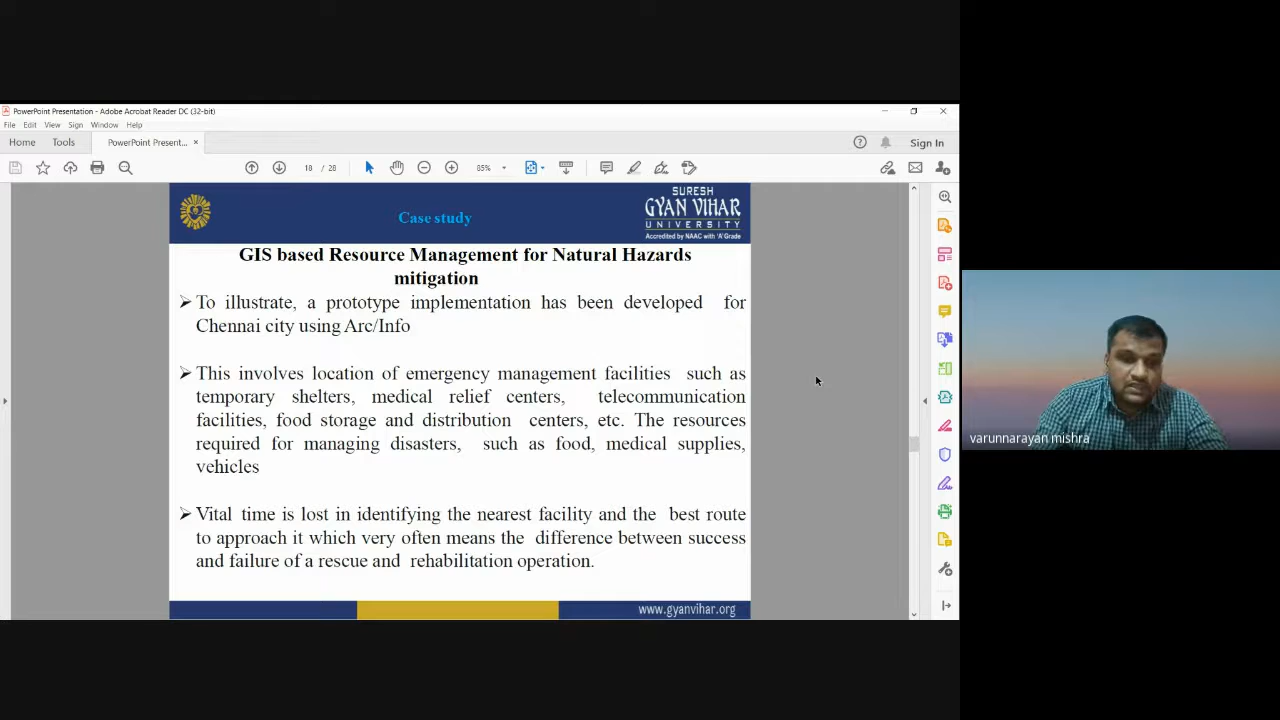 PowerPoint Presentation - Adobe Acrobat Reader DC (32-bit)
File Edit View Sign Window Help
Home Tools PowerPoint Present... × Sign In
18 / 28 85%
Case study
SURESH
GYAN VIHAR
UNIVERSITY
Accredited by NAAC with 'A' Grade
GIS based Resource Management for Natural Hazards
mitigation
➤ To illustrate, a prototype implementation has been developed for
Chennai city using Arc/Info
➤ This involves location of emergency management facilities such as
temporary shelters, medical relief centers, telecommunication
facilities, food storage and distribution centers, etc. The resources
required for managing disasters, such as food, medical supplies,
vehicles
➤ Vital time is lost in identifying the nearest facility and the best route
to approach it which very often means the difference between success
and failure of a rescue and rehabilitation operation.
www.gyanvihar.org
varunnarayan mishra